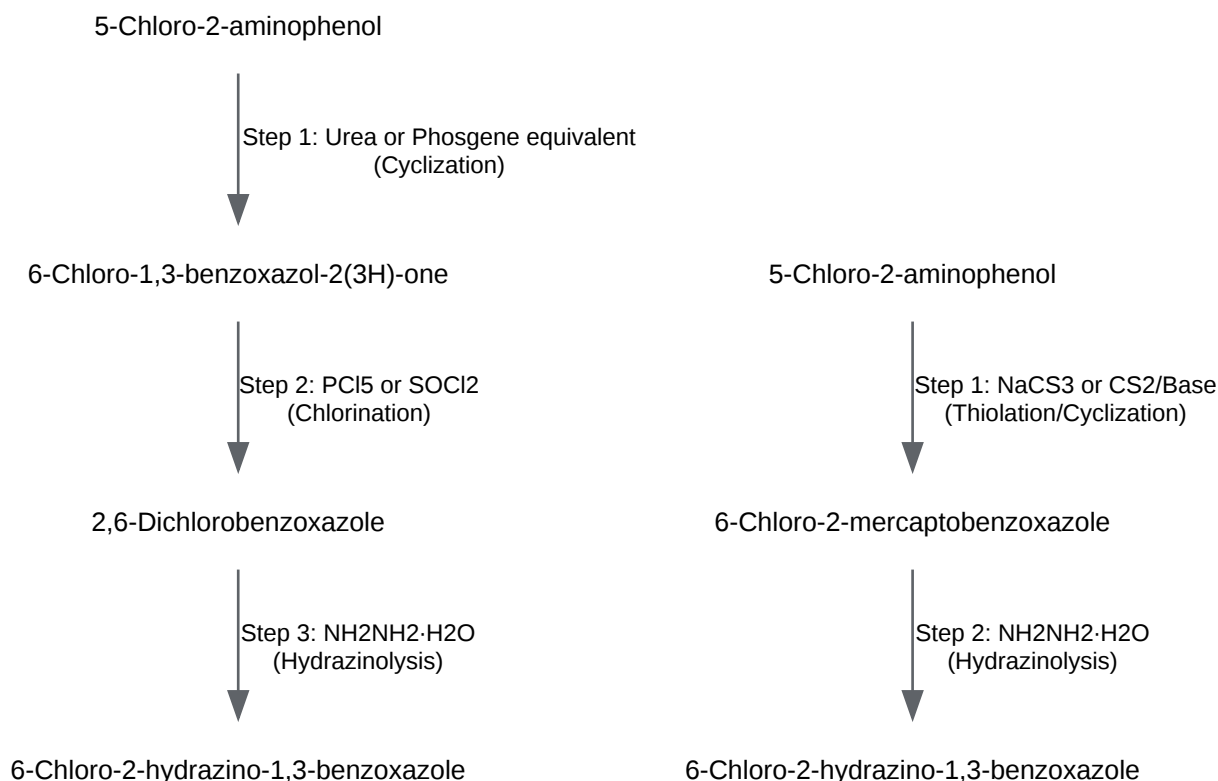 5-Chloro-2-aminophenol
Step 1: Urea or Phosgene equivalent
(Cyclization)
6-Chloro-1,3-benzoxazol-2(3H)-one
Step 2: PCl5 or SOCl2
(Chlorination)
2,6-Dichlorobenzoxazole
Step 3: NH2NH2·H2O
(Hydrazinolysis)
6-Chloro-2-hydrazino-1,3-benzoxazole
5-Chloro-2-aminophenol
Step 1: NaCS3 or CS2/Base
(Thiolation/Cyclization)
6-Chloro-2-mercaptobenzoxazole
Step 2: NH2NH2·H2O
(Hydrazinolysis)
6-Chloro-2-hydrazino-1,3-benzoxazole